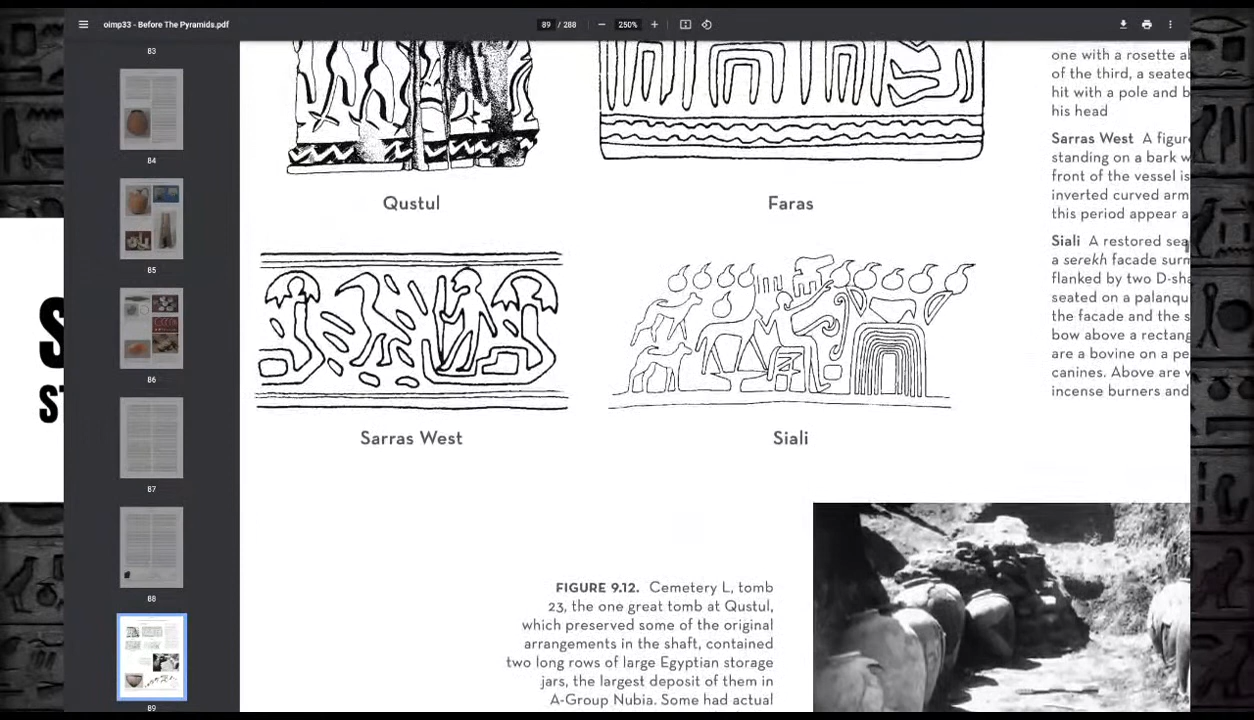 oimp33 - Before The Pyramids.pdf
89 / 288
250%
83
84
85
86
87
88
89
one with a rosette al
of the third, a seated
hit with a pole and b
his head
Sarras West A figur
standing on a bark w
front of the vessel is
inverted curved arm
this period appear a
Siali A restored sea
a serekh facade surm
flanked by two D-sha
seated on a palanqu
the facade and the s
bow above a rectang
are a bovine on a pe
canines. Above are v
incense burners and
Qustul
Faras
Sarras West
Siali
FIGURE 9.12. Cemetery L, tomb
23, the one great tomb at Qustul,
which preserved some of the original
arrangements in the shaft, contained
two long rows of large Egyptian storage
jars, the largest deposit of them in
A-Group Nubia. Some had actual